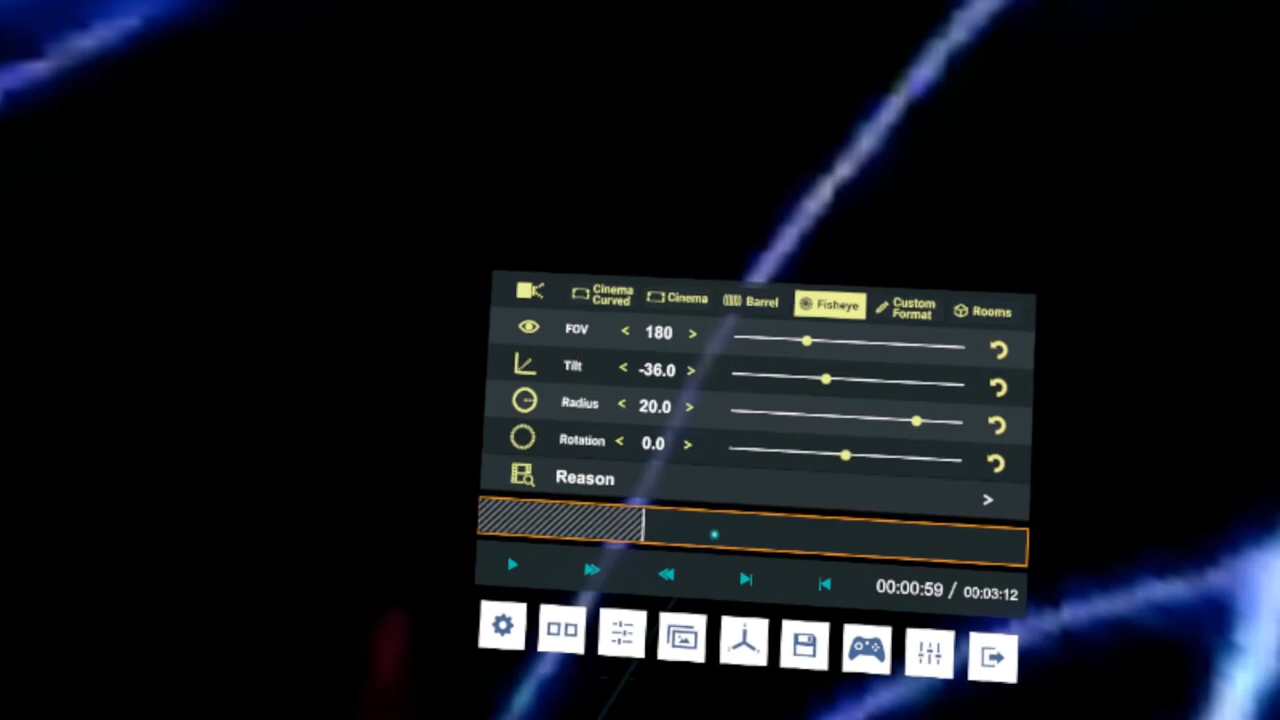 Cinema Curved Cinema Barrel Fisheye Custom Format Rooms
FOV < 180 >
Tilt < -36.0 >
Radius < 20.0 >
Rotation < 0.0 >
Reason >
00:00:59 / 00:03:12